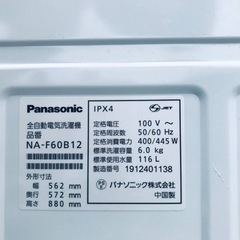 Panasonic
全自動電気洗濯機
品番
NA-F60B12
外形寸法
幅 562 mm
奥行 572 mm
高さ 880 mm
IPX4
JET
定格電圧 100 V~
定格周波数 50/60 Hz
定格消費電力 400/445 W
標準洗濯容量 6.0 kg
標準使用水量 116 L
製造番号 1912401138
パナソニック株式会社
中国製